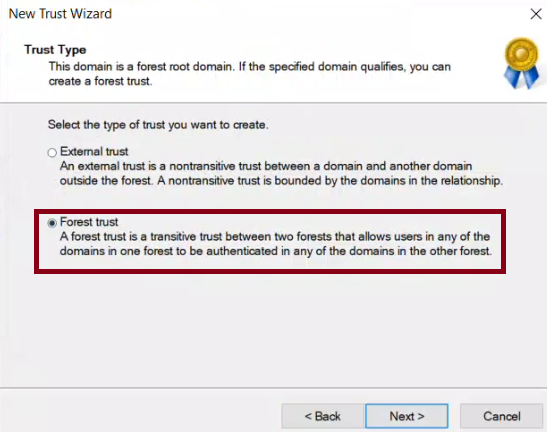 New Trust Wizard
Trust Type
This domain is a forest root domain. If the specified domain qualifies, you can
create a forest trust.
Select the type of trust you want to create.
External trust
An external trust is a nontransitive trust between a domain and another domain
outside the forest. A nontransitive trust is bounded by the domains in the relationship.
Forest trust
A forest trust is a transitive trust between two forests that allows users in any of the
domains in one forest to be authenticated in any of the domains in the other forest.
< Back
Next >
Cancel